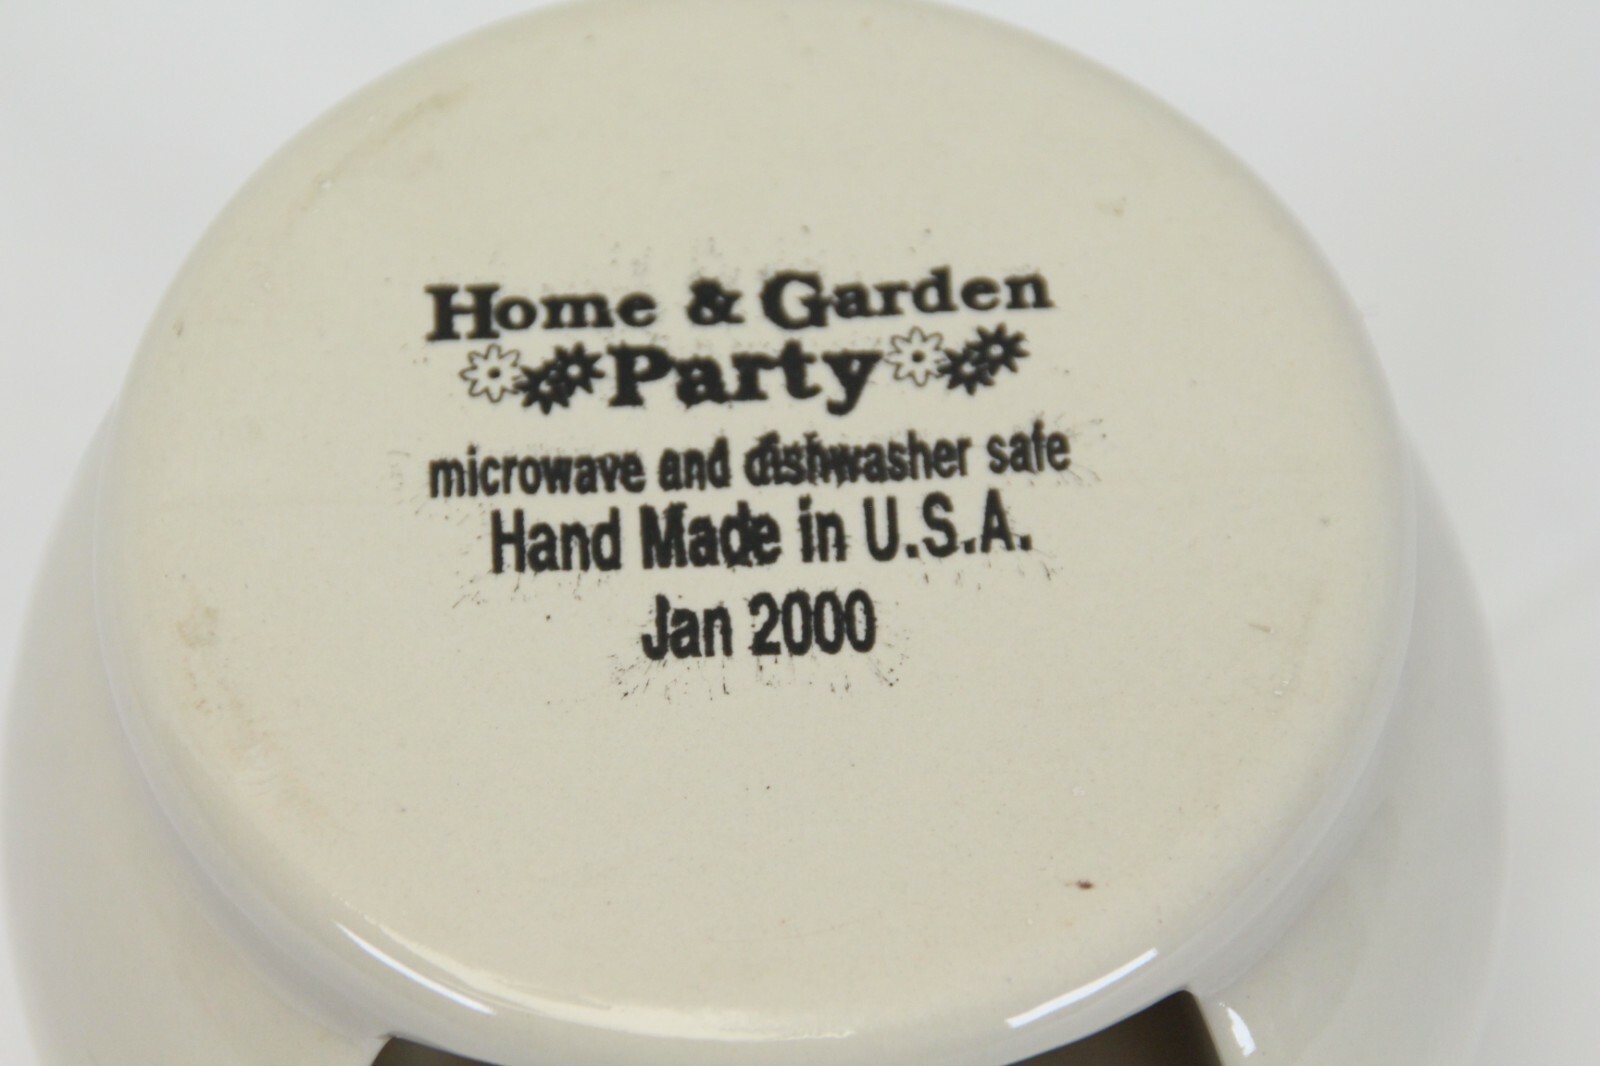 Home & Garden
Party
microwave and dishwasher safe
Hand Made in U.S.A.
Jan 2000